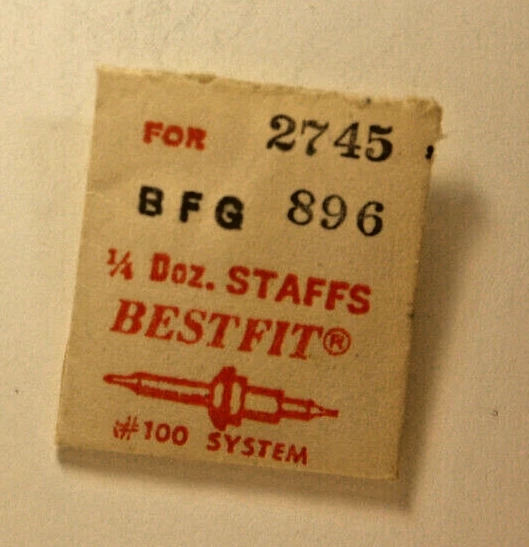 FOR 2745
BFG 896
¼ Doz. STAFFS
BESTFIT®
#100 SYSTEM